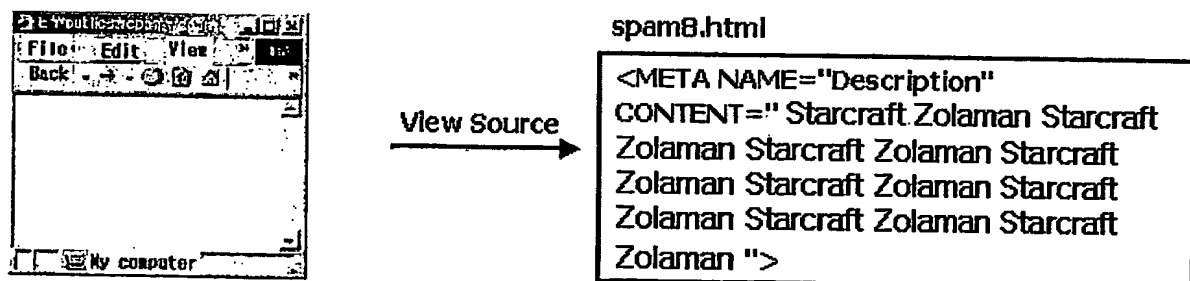 File Edit View
Back
My computer
View Source
spam8.html
<META NAME="Description"
CONTENT=" Starcraft Zolaman Starcraft
Zolaman Starcraft Zolaman Starcraft
Zolaman Starcraft Zolaman Starcraft
Zolaman Starcraft Zolaman Starcraft
Zolaman ">